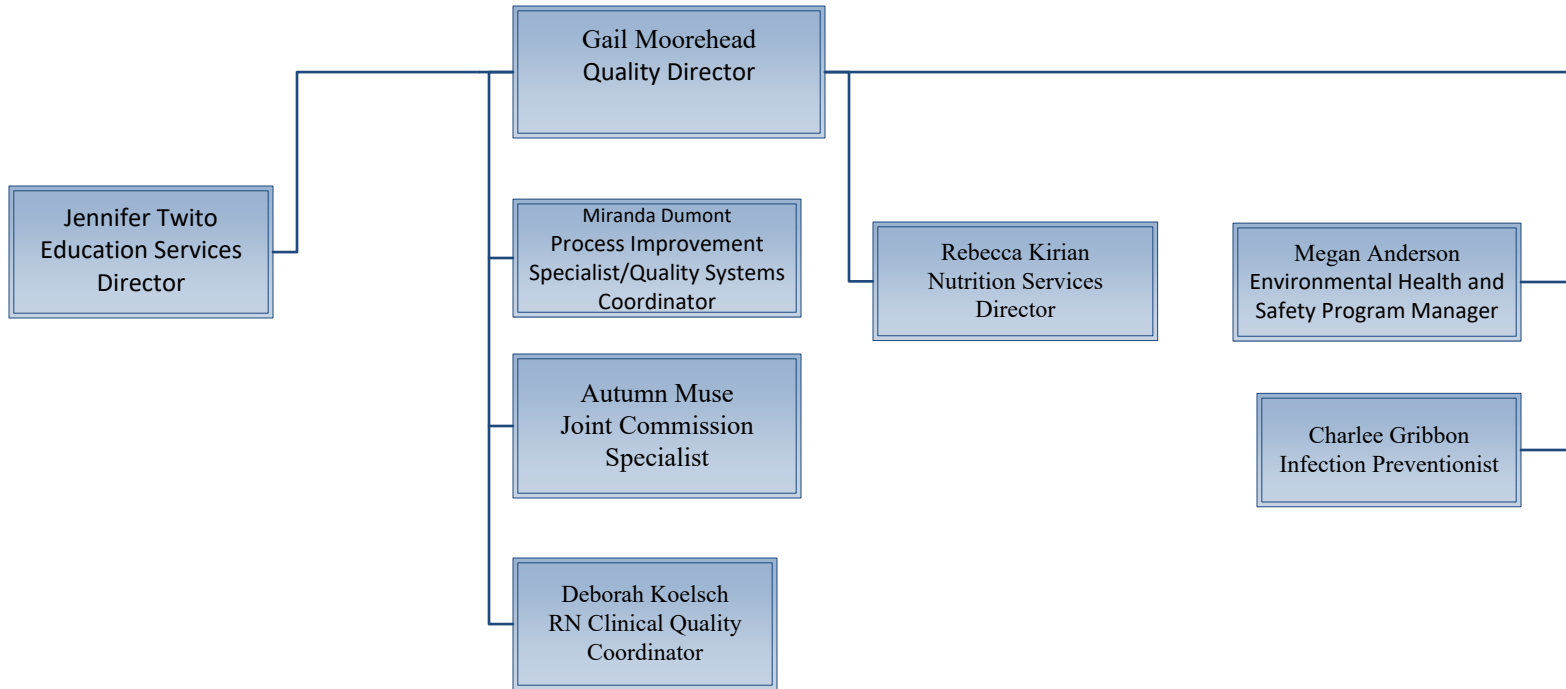 Gail Moorehead
Quality Director
Jennifer Twito
Education Services
Director
Miranda Dumont
Process Improvement
Specialist/Quality Systems
Coordinator
Rebecca Kirian
Nutrition Services
Director
Megan Anderson
Environmental Health and
Safety Program Manager
Autumn Muse
Joint Commission
Specialist
Charlee Gribbon
Infection Preventionist
Deborah Koelsch
RN Clinical Quality
Coordinator